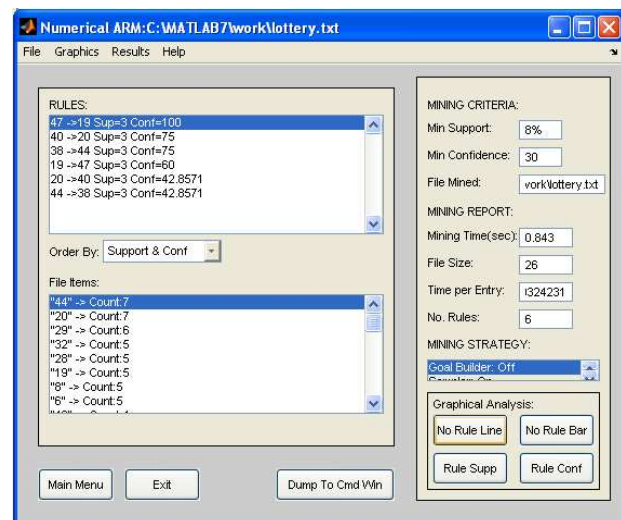 Numerical ARM:C:\MATLAB7\work\lottery.txt
File Graphics Results Help
RULES:
47 ->19 Sup=3 Conf=100
40 ->20 Sup=3 Conf=75
38 ->44 Sup=3 Conf=75
19 ->47 Sup=3 Conf=60
20 ->40 Sup=3 Conf=42.8571
44 ->38 Sup=3 Conf=42.8571
Order By: Support & Conf
File Items:
"44" -> Count:7
"20" -> Count:7
"29" -> Count:6
"32" -> Count:5
"28" -> Count:5
"19" -> Count:5
"8" -> Count:5
"6" -> Count:5
MINING CRITERIA:
Min Support: 8%
Min Confidence: 30
File Mined: work\lottery.txt
MINING REPORT:
Mining Time(sec): 0.843
File Size: 26
Time per Entry: 324231
No. Rules: 6
MINING STRATEGY:
Goal Builder: Off
Graphical Analysis:
No Rule Line No Rule Bar
Rule Supp Rule Conf
Main Menu Exit Dump To Cmd Win